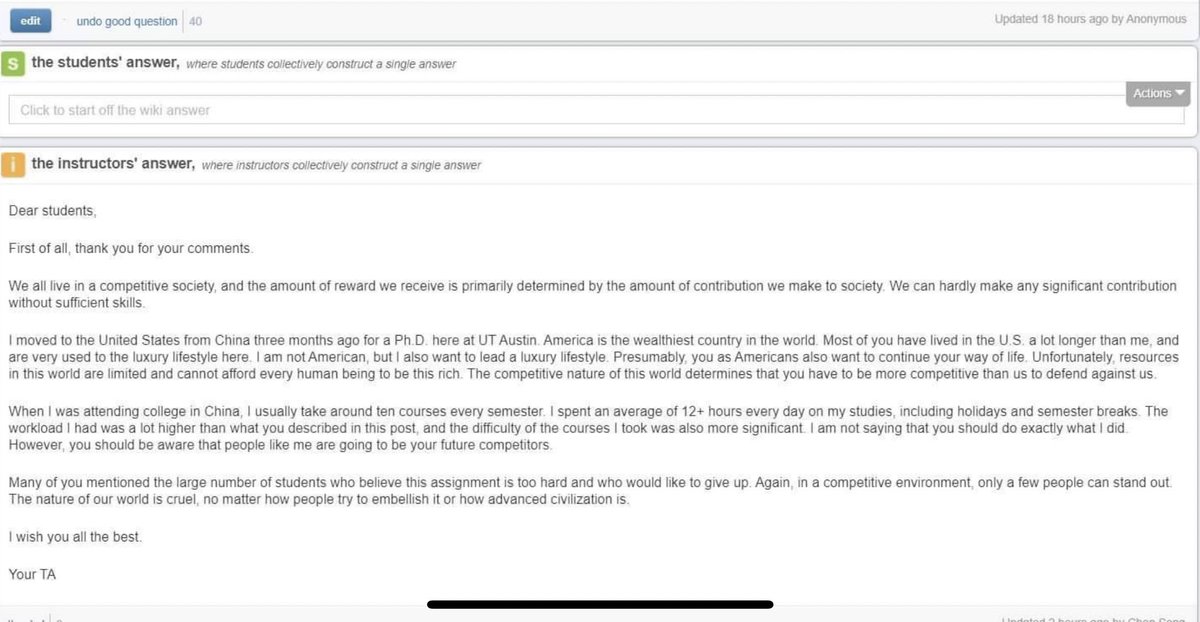 edit · undo good question 40 Updated 18 hours ago by Anonymous
S the students' answer, where students collectively construct a single answer
Actions
Click to start off the wiki answer
i the instructors' answer, where instructors collectively construct a single answer
Dear students,
First of all, thank you for your comments.
We all live in a competitive society, and the amount of reward we receive is primarily determined by the amount of contribution we make to society. We can hardly make any significant contribution
without sufficient skills.
I moved to the United States from China three months ago for a Ph.D. here at UT Austin. America is the wealthiest country in the world. Most of you have lived in the U.S. a lot longer than me, and
are very used to the luxury lifestyle here. I am not American, but I also want to lead a luxury lifestyle. Presumably, you as Americans also want to continue your way of life. Unfortunately, resources
in this world are limited and cannot afford every human being to be this rich. The competitive nature of this world determines that you have to be more competitive than us to defend against us.
When I was attending college in China, I usually take around ten courses every semester. I spent an average of 12+ hours every day on my studies, including holidays and semester breaks. The
workload I had was a lot higher than what you described in this post, and the difficulty of the courses I took was also more significant. I am not saying that you should do exactly what I did.
However, you should be aware that people like me are going to be your future competitors.
Many of you mentioned the large number of students who believe this assignment is too hard and who would like to give up. Again, in a competitive environment, only a few people can stand out.
The nature of our world is cruel, no matter how people try to embellish it or how advanced civilization is.
I wish you all the best.
Your TA